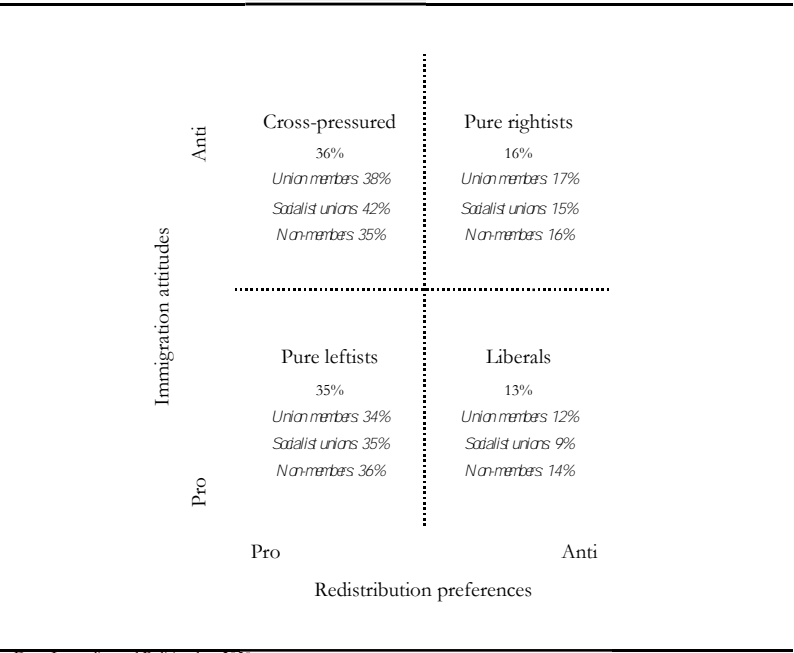 Cross-pressured
36%
Union members: 38%
Socialist unions: 42%
Non-members: 35%
Pure rightists
16%
Union members: 17%
Socialist unions: 15%
Non-members: 16%
Anti
Immigration attitudes
Pro
Pure leftists
35%
Union members: 34%
Socialist unions: 35%
Non-members: 36%
Liberals
13%
Union members: 12%
Socialist unions: 9%
Non-members: 14%
Pro
Anti
Redistribution preferences